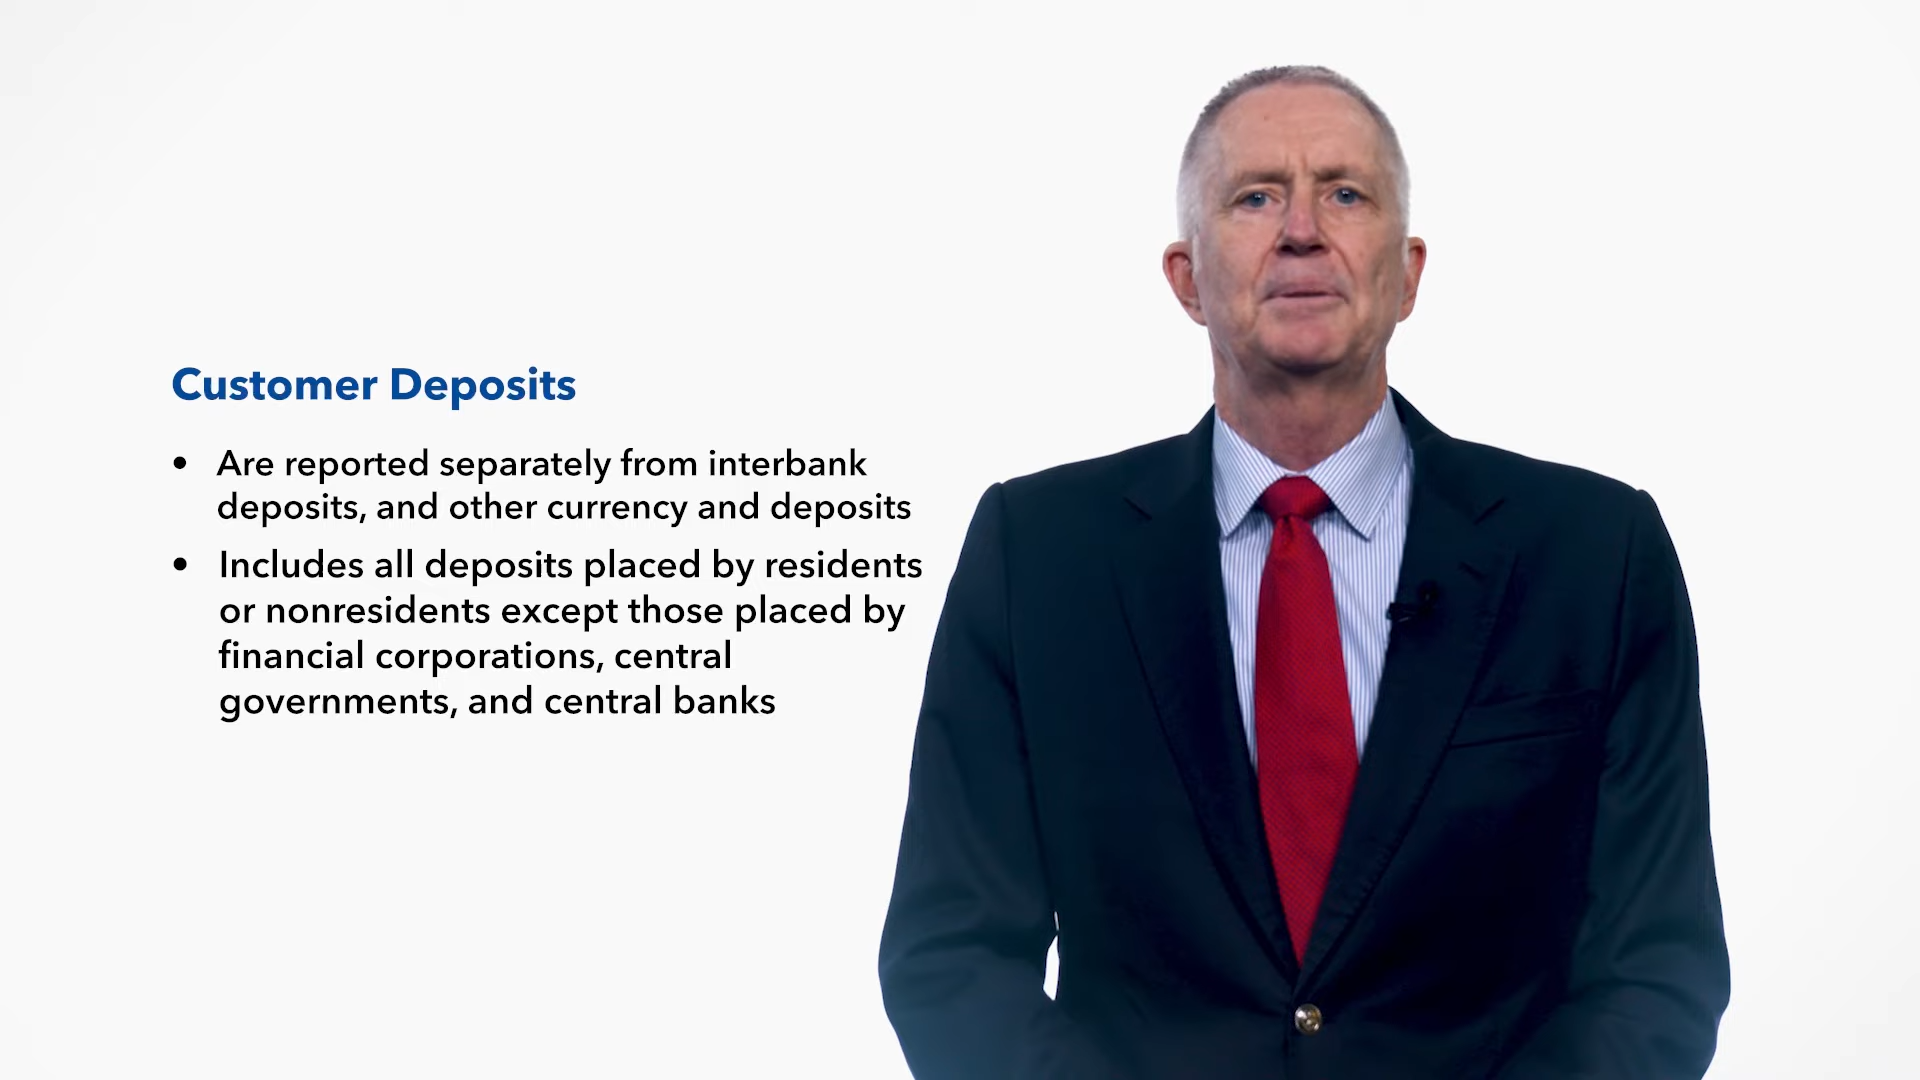 Customer Deposits
• Are reported separately from interbank
deposits, and other currency and deposits
• Includes all deposits placed by residents
or nonresidents except those placed by
financial corporations, central
governments, and central banks